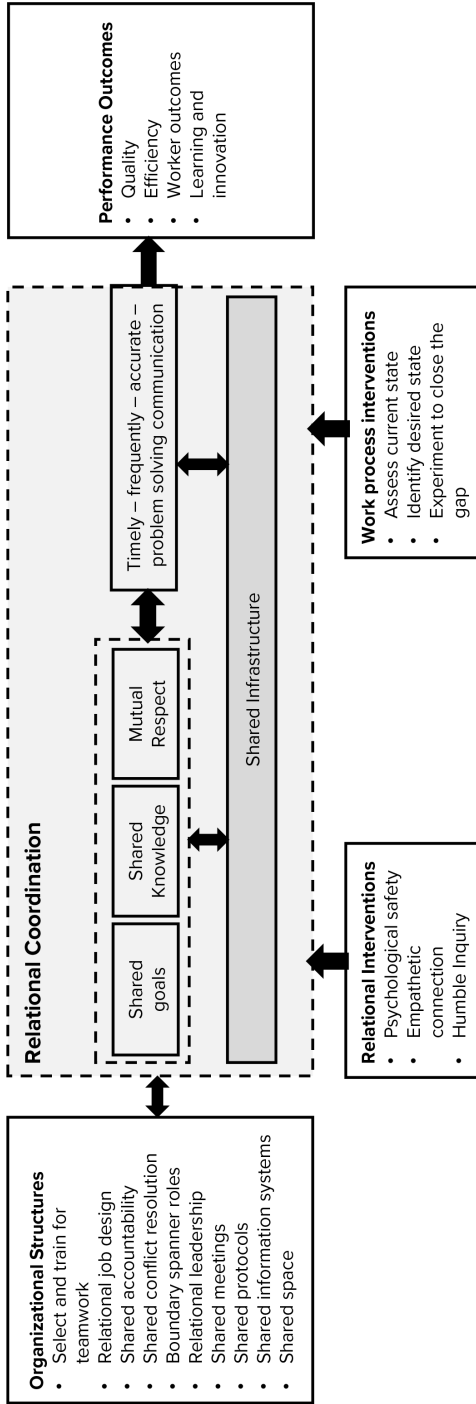 Organizational Structures
• Select and train for
teamwork
• Relational job design
• Shared accountability
• Shared conflict resolution
• Boundary spanner roles
• Relational leadership
• Shared meetings
• Shared protocols
• Shared information systems
• Shared space
Relational Coordination
Shared
goals
Shared
Knowledge
Mutual
Respect
Timely – frequently – accurate –
problem solving communication
Shared Infrastructure
Performance Outcomes
• Quality
• Efficiency
• Worker outcomes
• Learning and
innovation
Relational Interventions
• Psychological safety
• Empathetic
connection
• Humble Inquiry
Work process interventions
• Assess current state
• Identify desired state
• Experiment to close the
gap